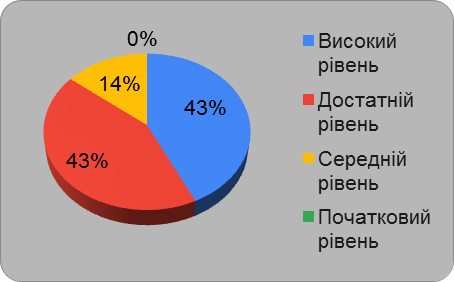 0%
14%
43%
43%
Високий
рівень
Достатній
рівень
Середній
рівень
Початковий
рівень